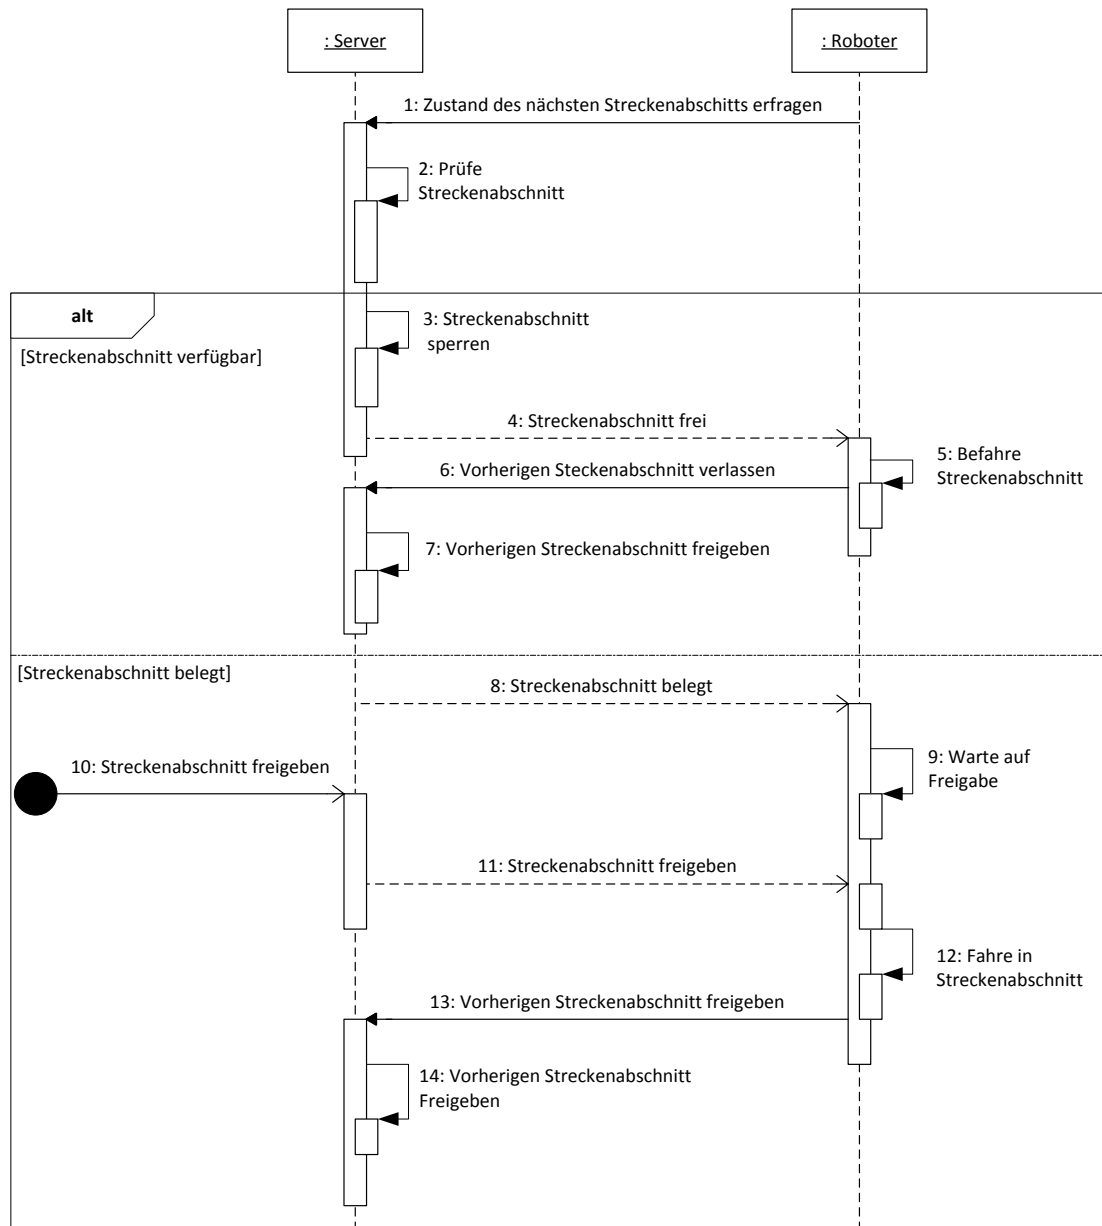 : Server
: Roboter
1: Zustand des nächsten Streckenabschitts erfragen
2: Prüfe
Streckenabschnitt
alt
[Streckenabschnitt verfügbar]
3: Streckenabschnitt
sperren
4: Streckenabschnitt frei
5: Befahre
Streckenabschnitt
6: Vorherigen Steckenabschnitt verlassen
7: Vorherigen Streckenabschnitt freigeben
[Streckenabschnitt belegt]
8: Streckenabschnitt belegt
9: Warte auf
Freigabe
10: Streckenabschnitt freigeben
11: Streckenabschnitt freigeben
12: Fahre in
Streckenabschnitt
13: Vorherigen Streckenabschnitt freigeben
14: Vorherigen Streckenabschnitt
Freigeben